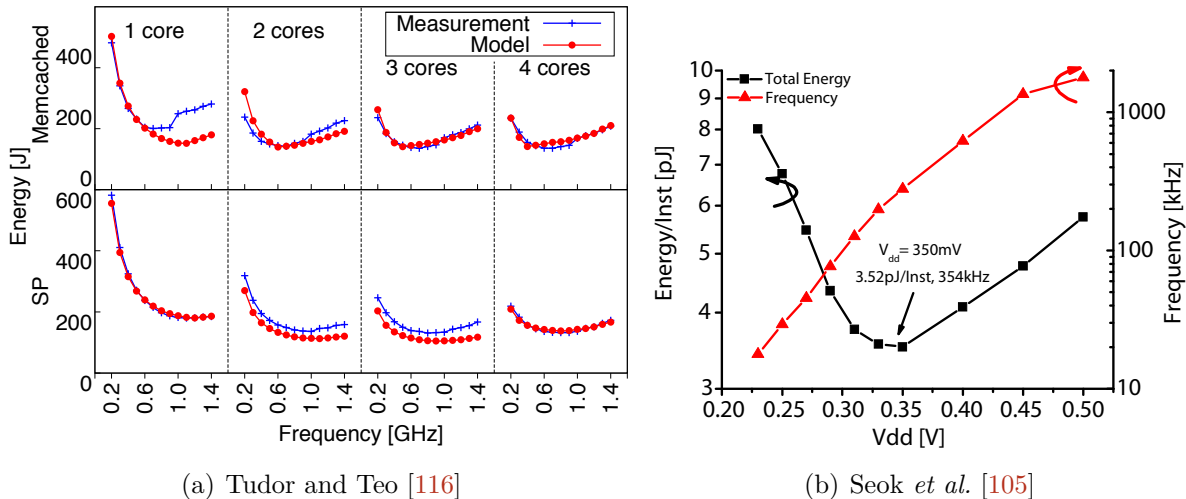 Measurement
Model
1 core
2 cores
3 cores
4 cores
Memcached
400
200
0
SP
600
400
200
0
Energy [J]
0.2
0.6
1.0
1.4
0.2
0.6
1.0
1.4
0.2
0.6
1.0
1.4
0.2
0.6
1.0
1.4
Frequency [GHz]
(a) Tudor and Teo [116]
Total Energy
Frequency
10
9
8
7
6
5
4
3
Energy/Inst [pJ]
1000
100
10
Frequency [kHz]
Vdd= 350mV
3.52pJ/Inst, 354kHz
0.20 0.25 0.30 0.35 0.40 0.45 0.50
Vdd [V]
(b) Seok et al. [105]